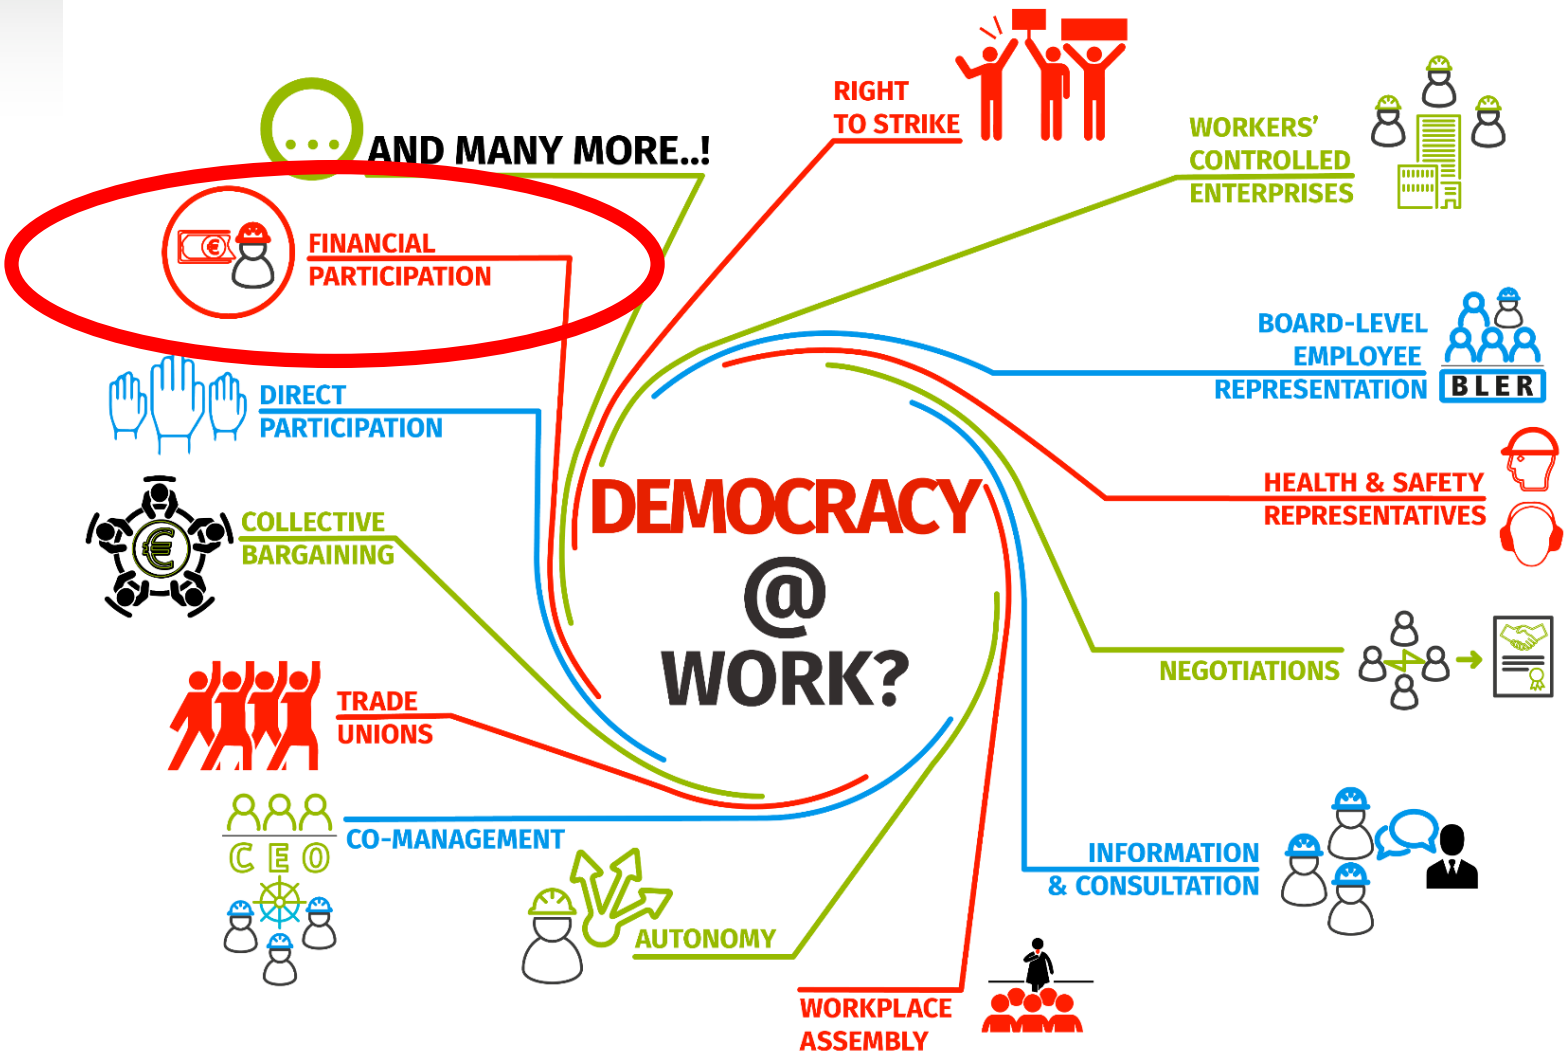 RIGHT
TO STRIKE
AND MANY MORE..!
WORKERS'
CONTROLLED
ENTERPRISES
€
FINANCIAL
PARTICIPATION
BOARD-LEVEL
EMPLOYEE
REPRESENTATION
BLER
DIRECT
PARTICIPATION
HEALTH & SAFETY
REPRESENTATIVES
COLLECTIVE
BARGAINING
€
DEMOCRACY
@
WORK?
NEGOTIATIONS
TRADE
UNIONS
CEO
CO-MANAGEMENT
INFORMATION
& CONSULTATION
AUTONOMY
WORKPLACE
ASSEMBLY